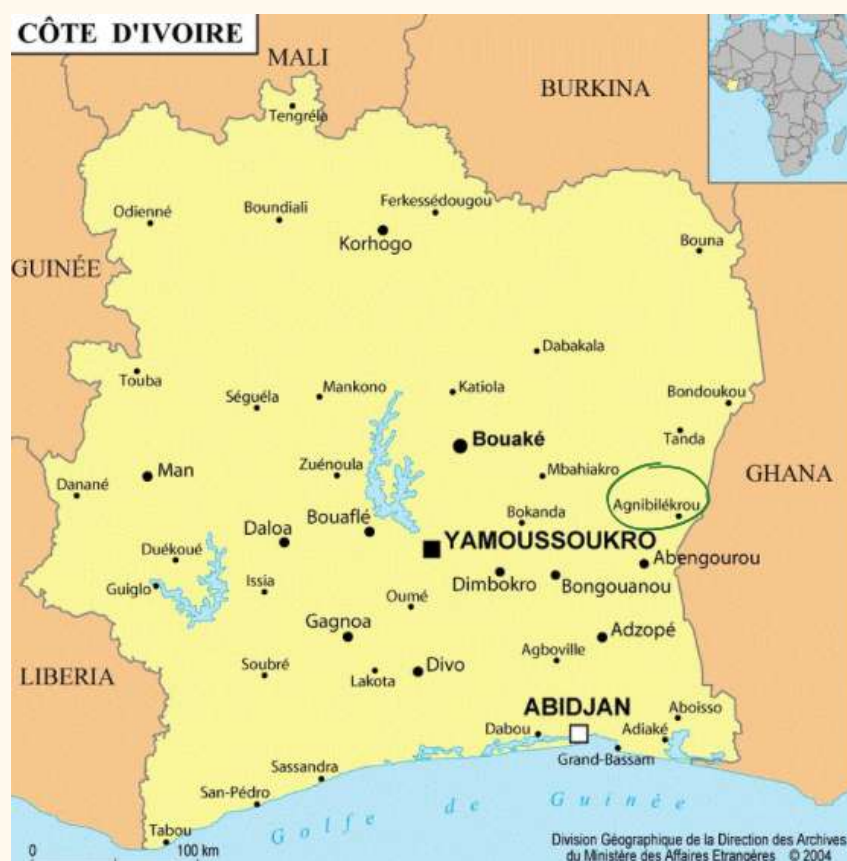 CÔTE D'IVOIRE
MALI
BURKINA
Tengréla
Odienné
Boundiali
Ferkessédougou
Korhogo
Bouna
GUINÉE
Dabakala
Touba
Séguéla
Mankono
Katiola
Bondoukou
Bouaké
Tanda
Man
Zuénoula
Mbahiakro
GHANA
Danané
Agnibilékrou
Bouaflé
Bokanda
Daloa
YAMOUSSOUKRO
Duékoué
Abengourou
Guiglo
Issia
Dimbokro
Bongouanou
Oumé
Gagnoa
Adzopé
Agboville
LIBERIA
Soubré
Lakota
Divo
ABIDJAN
Aboisso
Dabou
Adiaké
Grand-Bassam
Sassandra
San-Pédro
Golfe de Guinée
Tabou
0 100 km
Division Géographique de la Direction des Archives
du Ministère des Affaires Etrangères © 2004